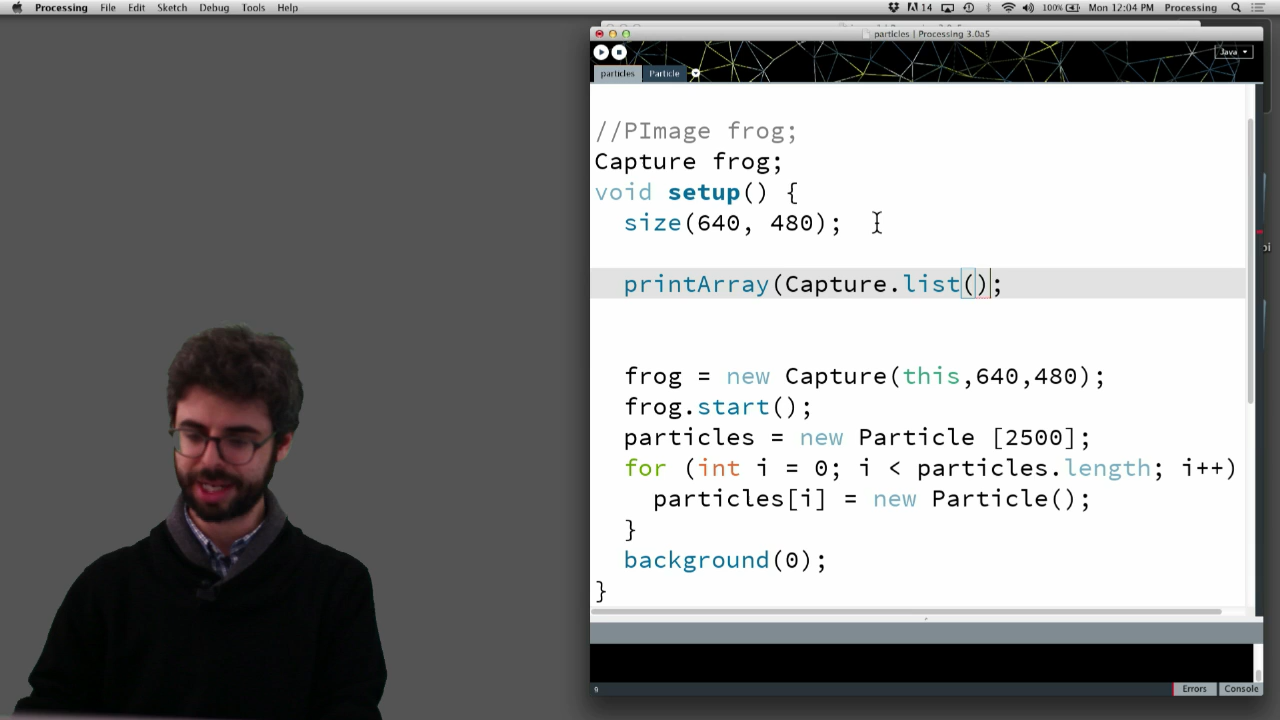 Processing File Edit Sketch Debug Tools Help 14 100% Mon 12:04 PM Processing
particles | Processing 3.0a5
Java
particles Particle
//PImage frog;
Capture frog;
void setup() {
size(640, 480);
printArray(Capture.list();
frog = new Capture(this,640,480);
frog.start();
particles = new Particle [2500];
for (int i = 0; i < particles.length; i++)
particles[i] = new Particle();
}
background(0);
}
9 Errors Console